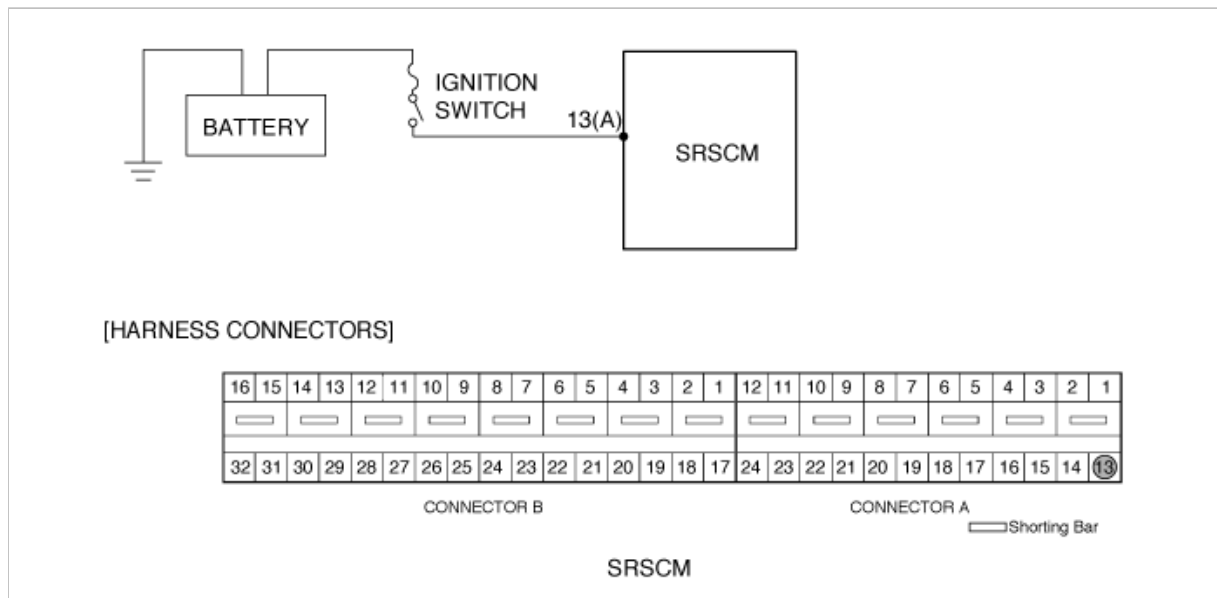 IGNITION
SWITCH
BATTERY
13(A)
SRSCM
[HARNESS CONNECTORS]
16 15 14 13 12 11 10 9 8 7 6 5 4 3 2 1 12 11 10 9 8 7 6 5 4 3 2 1
32 31 30 29 28 27 26 25 24 23 22 21 20 19 18 17 24 23 22 21 20 19 18 17 16 15 14 13
CONNECTOR B CONNECTOR A
Shorting Bar
SRSCM